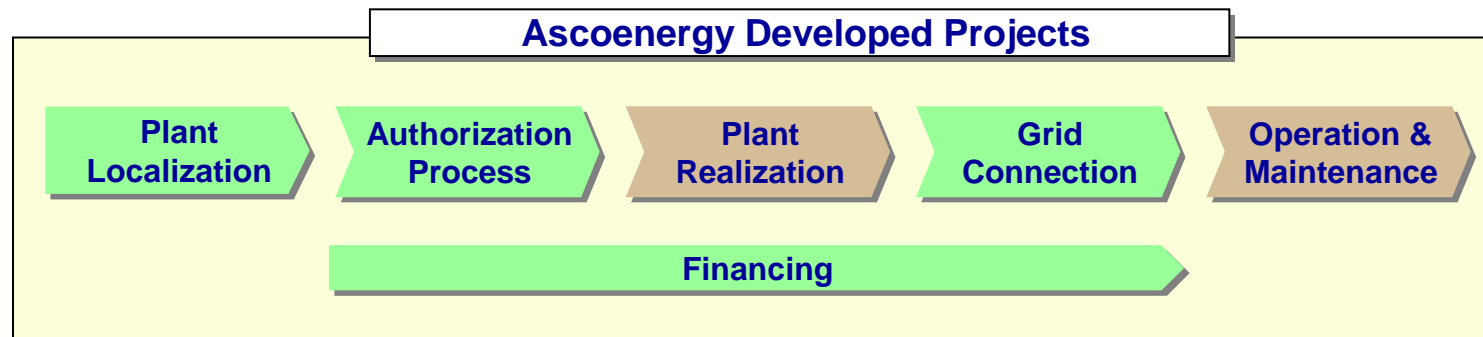 Ascoenergy Developed Projects
Plant
Localization
Authorization
Process
Plant
Realization
Grid
Connection
Operation &
Maintenance
Financing